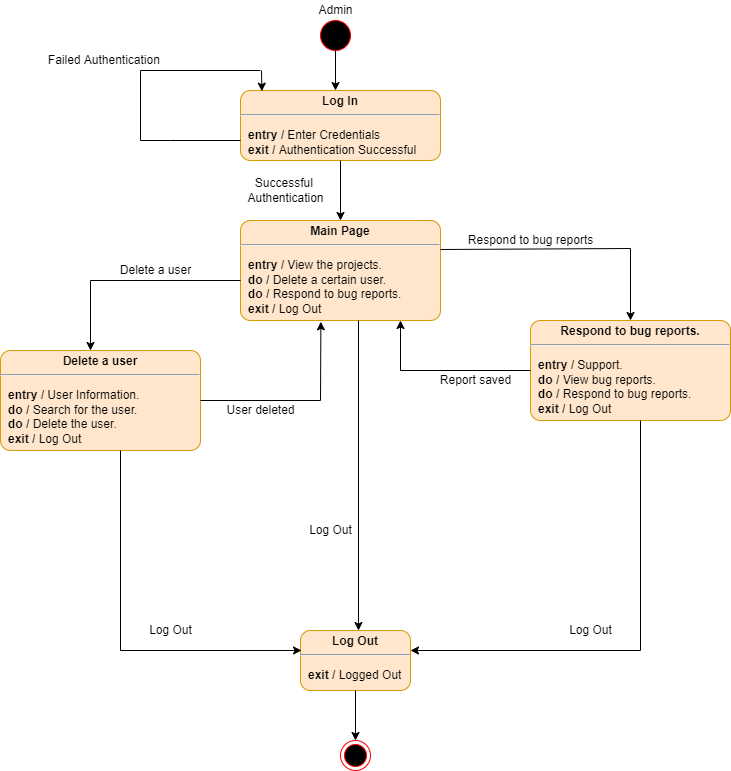 Admin
Failed Authentication
Log In
entry / Enter Credentials
exit / Authentication Successful
Successful
Authentication
Main Page
entry / View the projects.
do / Delete a certain user.
do / Respond to bug reports.
exit / Log Out
Respond to bug reports
Delete a user
Respond to bug reports.
entry / Support.
do / View bug reports.
do / Respond to bug reports.
exit / Log Out
Report saved
Delete a user
entry / User Information.
do / Search for the user.
do / Delete the user.
exit / Log Out
User deleted
Log Out
Log Out
Log Out
Log Out
exit / Logged Out